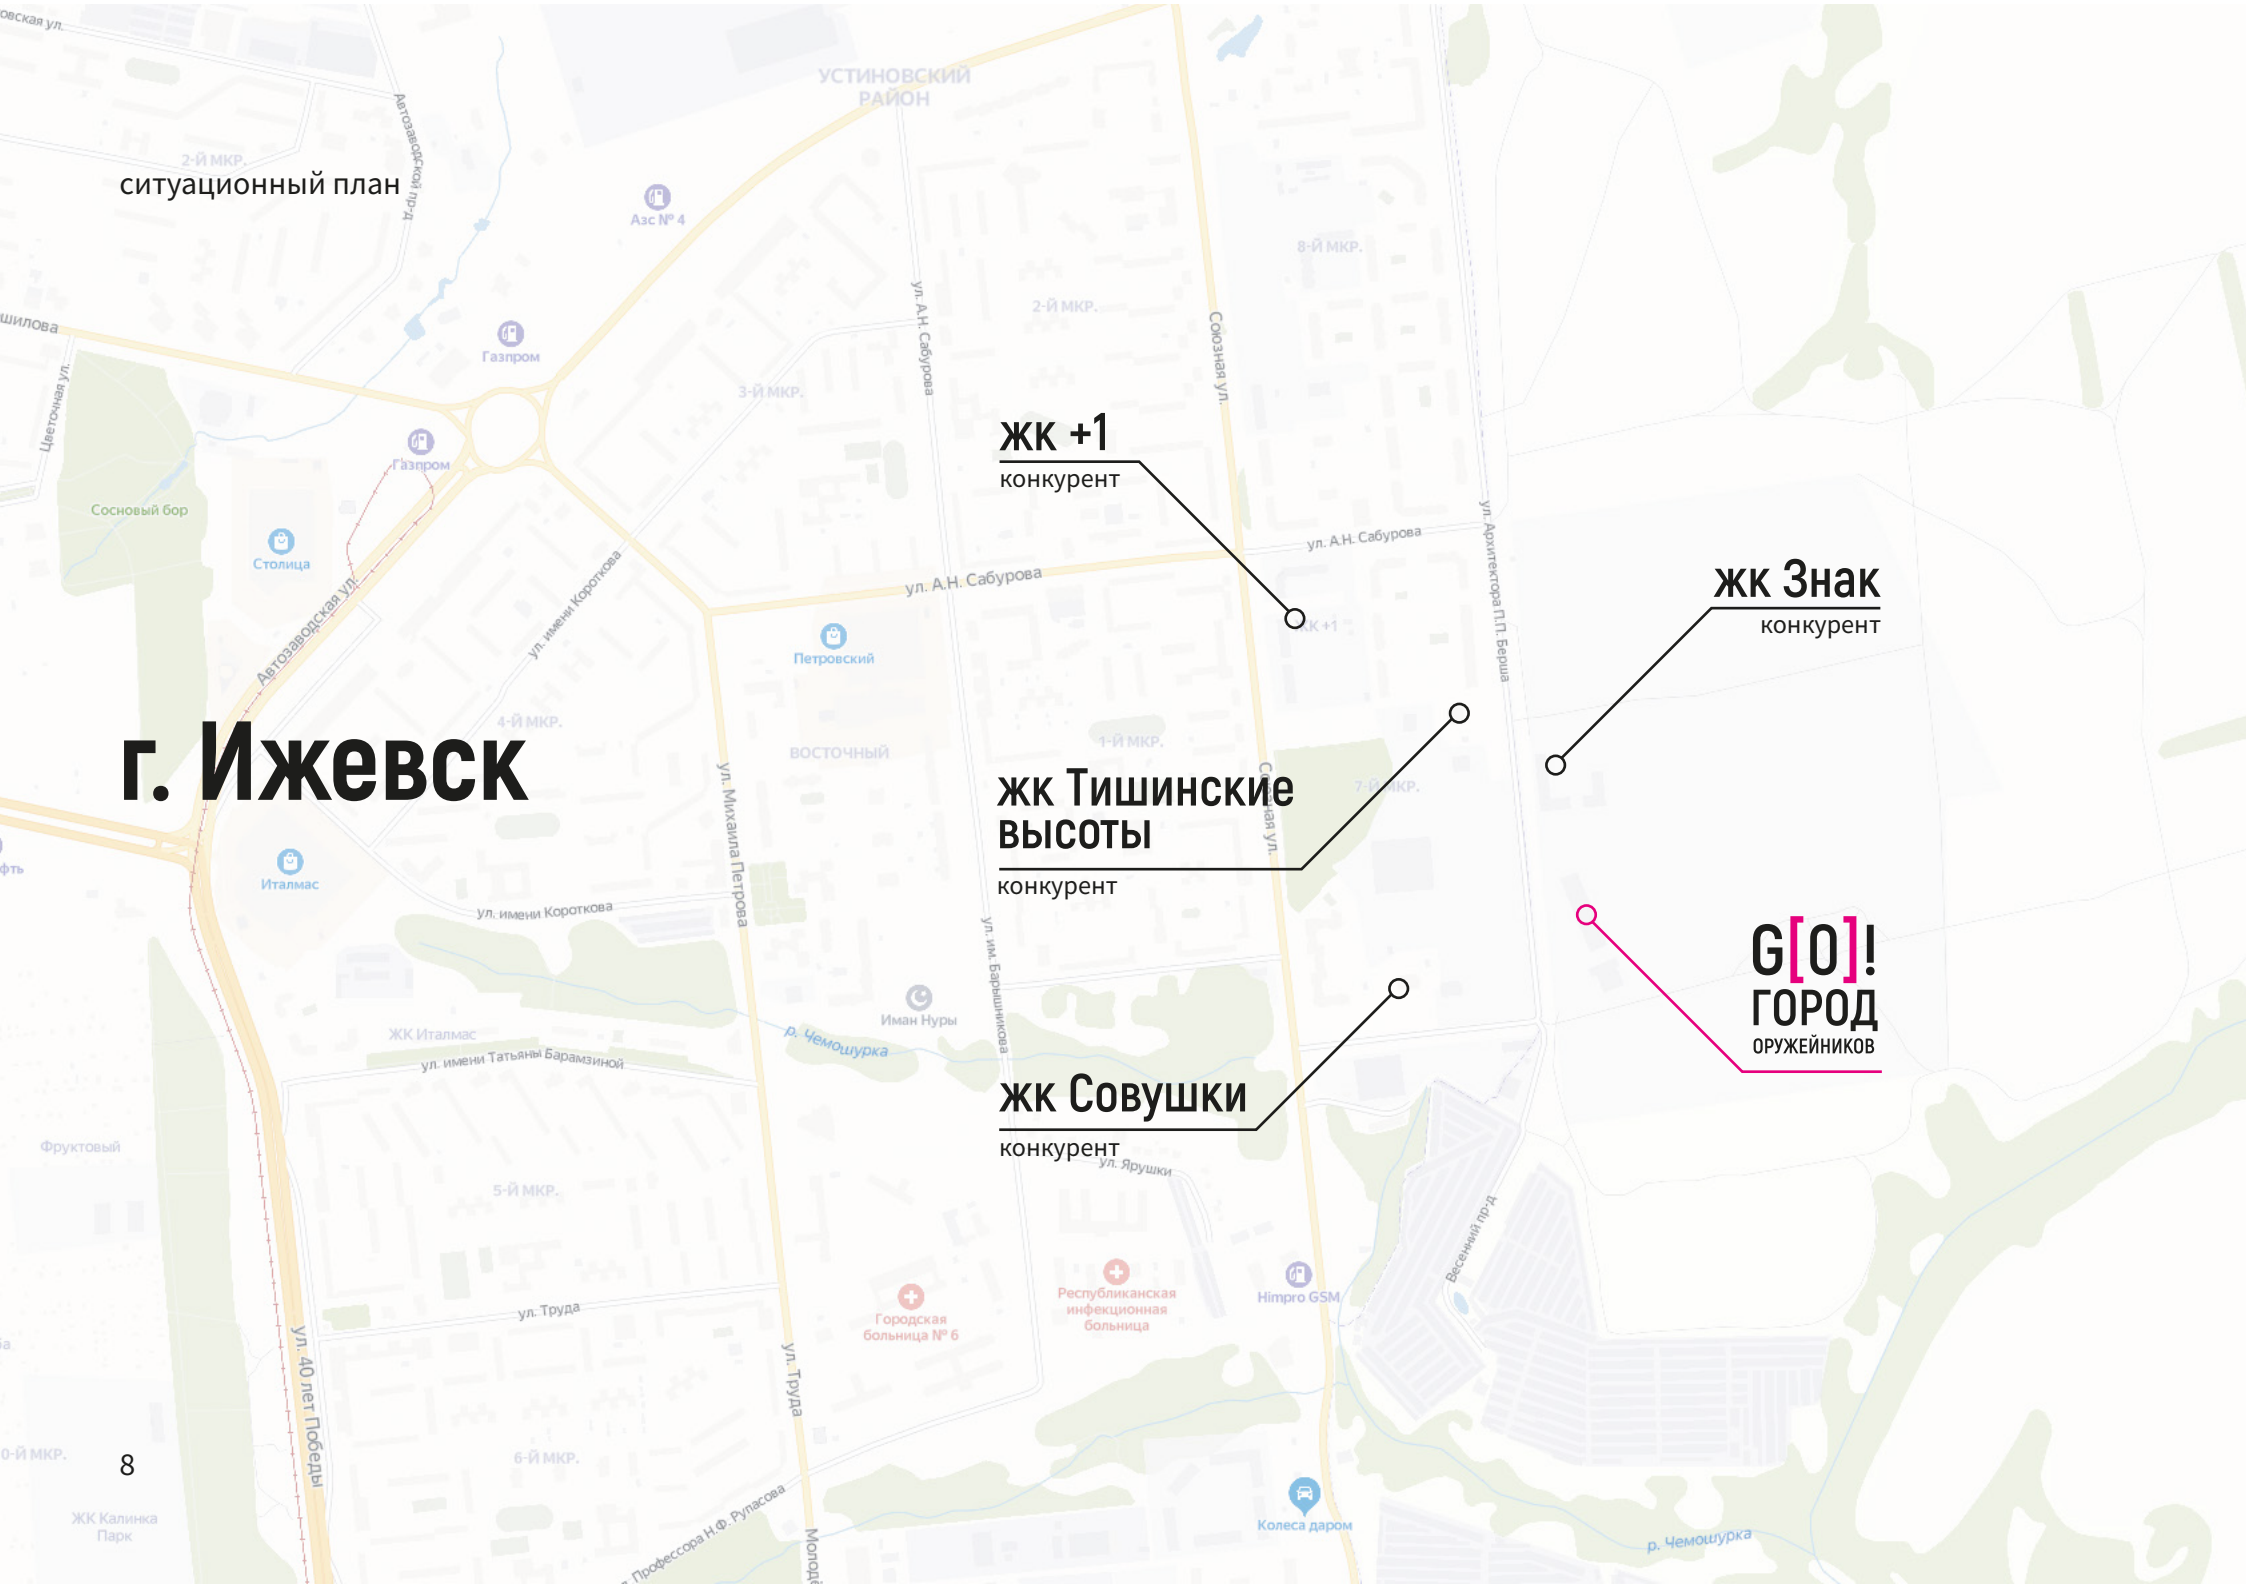 УСТИНОВСКИЙ
РАЙОН
Автозаводской пр-д
2-Й МКР.
ситуационный план
Азс № 4
8-Й МКР.
2-Й МКР.
ул. А.Н. Сабурова
Союзная ул.
Газпром
Цветочная ул.
3-Й МКР.
Газпром
жк +1
конкурент
Сосновый бор
Столица
ул. А.Н. Сабурова
ул. А.Н. Сабурова
ул. Архитектора П.П. Берша
жк Знак
конкурент
ул. имени Короткова
Автозаводская ул.
Петровский
4-Й МКР.
г. Ижевск
ВОСТОЧНЫЙ
1-Й МКР.
ул. Михаила Петрова
Союзная ул.
7-Й МКР.
жк Тишинские
высоты
конкурент
Италмас
ул. имени Короткова
G[O]!
ГОРОД
ОРУЖЕЙНИКОВ
ул. им. Барышникова
Иман Нуры
ЖК Италмас
р. Чемошурка
ул. имени Татьяны Барамзиной
жк Совушки
конкурент
ул. Ярушки
Фруктовый
5-Й МКР.
Весенний пр-д
Республиканская
инфекционная
больница
Himpro GSM
Городская
больница № 6
ул. Труда
ул. Труда
ул. 40 лет Победы
6-Й МКР.
8
ЖК Калинка
Парк
Профессора Н.Ф. Рупасова
Колеса даром
р. Чемошурка